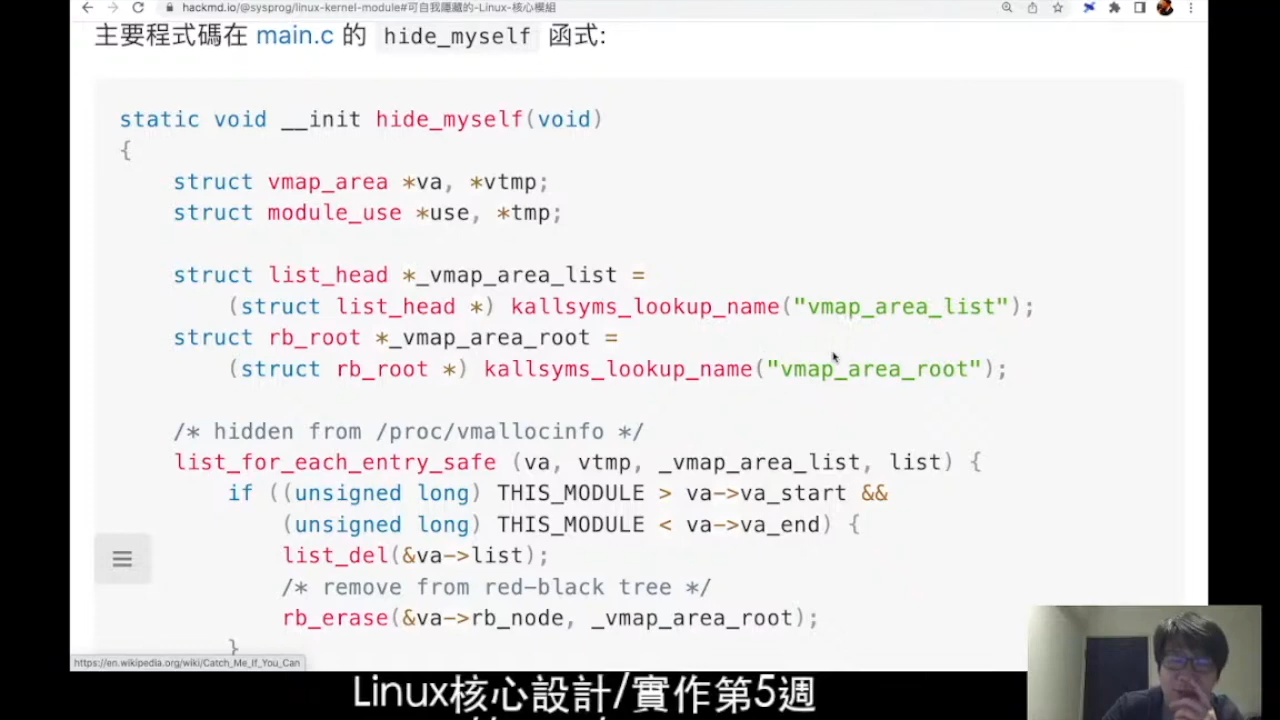 hackmd.io/@sysprog/linux-kernel-module#可自我隱藏的-Linux-核心模組
主要程式碼在 main.c 的 hide_myself 函式:
static void __init hide_myself(void)
{
struct vmap_area *va, *vtmp;
struct module_use *use, *tmp;
struct list_head *_vmap_area_list =
(struct list_head *) kallsyms_lookup_name("vmap_area_list");
struct rb_root *_vmap_area_root =
(struct rb_root *) kallsyms_lookup_name("vmap_area_root");
/* hidden from /proc/vmallocinfo */
list_for_each_entry_safe (va, vtmp, _vmap_area_list, list) {
if ((unsigned long) THIS_MODULE > va->va_start &&
(unsigned long) THIS_MODULE < va->va_end) {
list_del(&va->list);
/* remove from red-black tree */
rb_erase(&va->rb_node, _vmap_area_root);
}
https://en.wikipedia.org/wiki/Catch_Me_If_You_Can
Linux核心設計/實作第5週